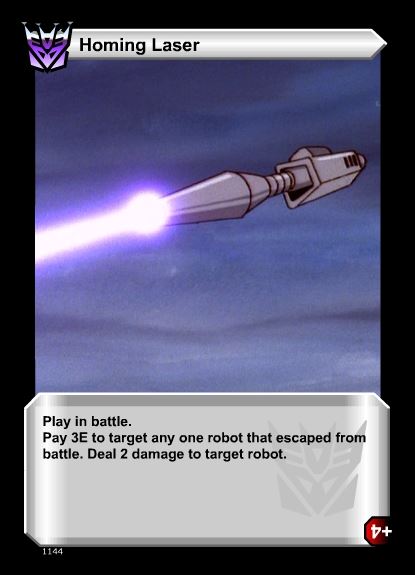 Homing Laser
Play in battle.
Pay 3E to target any one robot that escaped from
battle. Deal 2 damage to target robot.
+4
1144